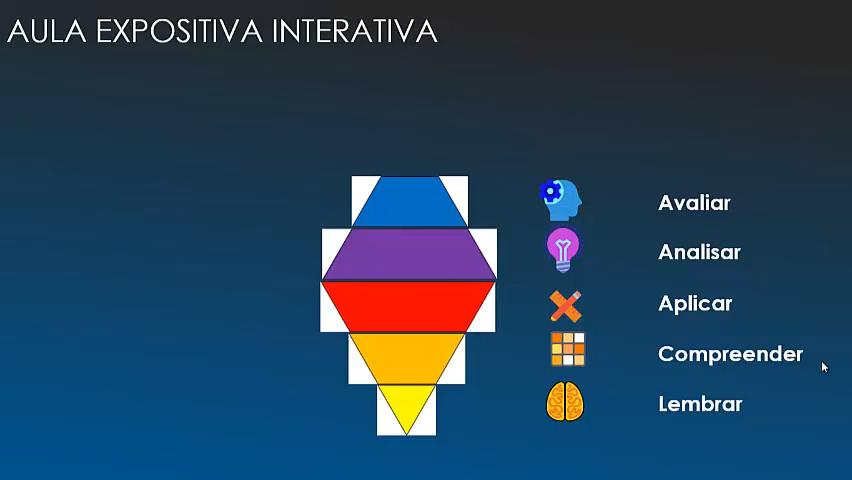 AULA EXPOSITIVA INTERATIVA
Avaliar
Analisar
Aplicar
Compreender
Lembrar